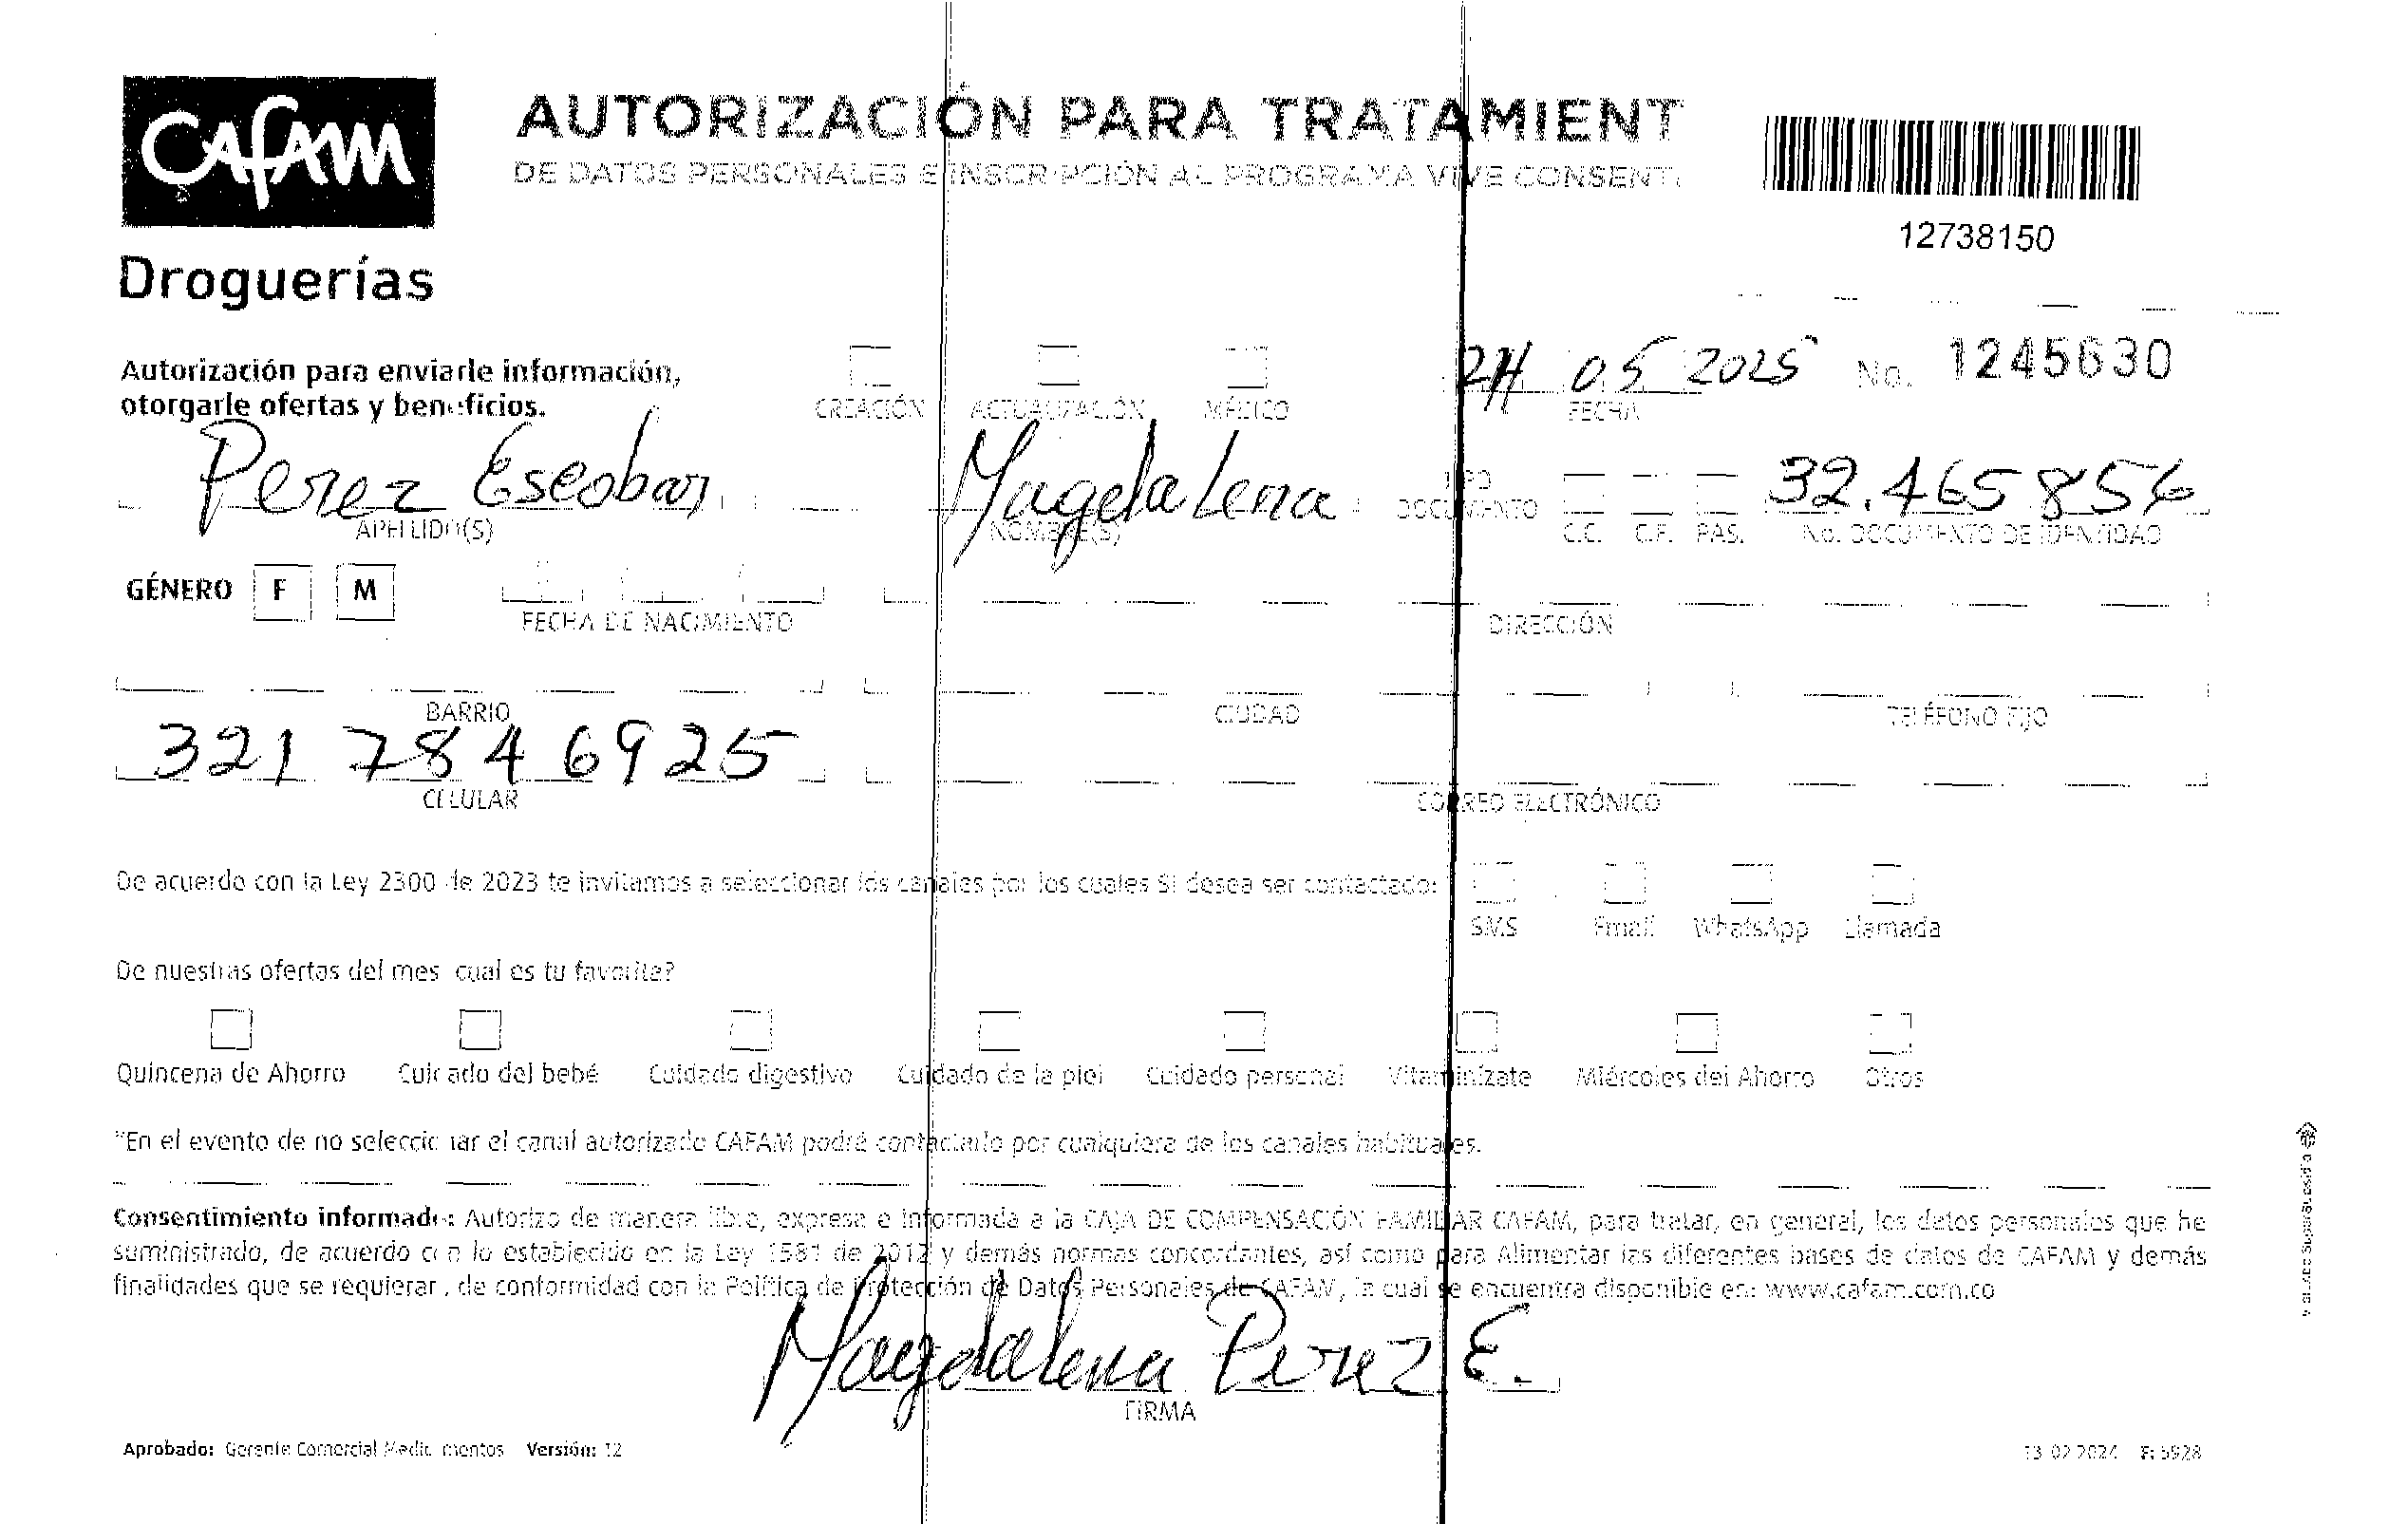 CAFAM
Droguerías
AUTORIZACIÓN PARA TRATAMIENT
DE DATOS PERSONALES E INSCRIPCIÓN AL PROGRAMA VIVE CONSENTI
12738150
Autorización para enviarle información,
otorgarle ofertas y beneficios.
CREACIÓN ACTUALIZACIÓN MÉDICO
05 2025
FECHA
No. 1245630
Perez Escobar
APELLIDO(S)
Magdalena
NOMBRE(S)
TIPO
DOCUMENTO
C.C. C.E. PAS.
32.465856
No. DOCUMENTO DE IDENTIDAD
GÉNERO F M
FECHA DE NACIMIENTO
DIRECCIÓN
BARRIO
CIUDAD
TELÉFONO FIJO
321 784 6925
CELULAR
CORREO ELECTRÓNICO
De acuerdo con la Ley 2300 de 2023 te invitamos a seleccionar los canales por los cuales SI desea ser contactado:
SMS Email WhatsApp Llamada
De nuestras ofertas del mes cual es tu favorita?
Quincena de Ahorro Cuidado del bebé Cuidado digestivo Cuidado de la piel Cuidado personal Vitaminízate Miércoles del Ahorro Otros
*En el evento de no seleccionar el canal autorizado CAFAM podrá contactarlo por cualquiera de los canales habituales.
Consentimiento informado: Autorizo de manera libre, expresa e informada a la CAJA DE COMPENSACIÓN FAMILIAR CAFAM, para tratar, en general, los datos personales que he
suministrado, de acuerdo con lo establecido en la Ley 1581 de 2012 y demás normas concordantes, así como para Alimentar las diferentes bases de datos de CAFAM y demás
finalidades que se requieran, de conformidad con la Política de Protección de Datos Personales de CAFAM, la cual se encuentra disponible en: www.cafam.com.co
Magdalena Perez E.
FIRMA
Aprobado: Gerente Comercial Medicamentos Versión: 12
13 02 2024 F: 5928